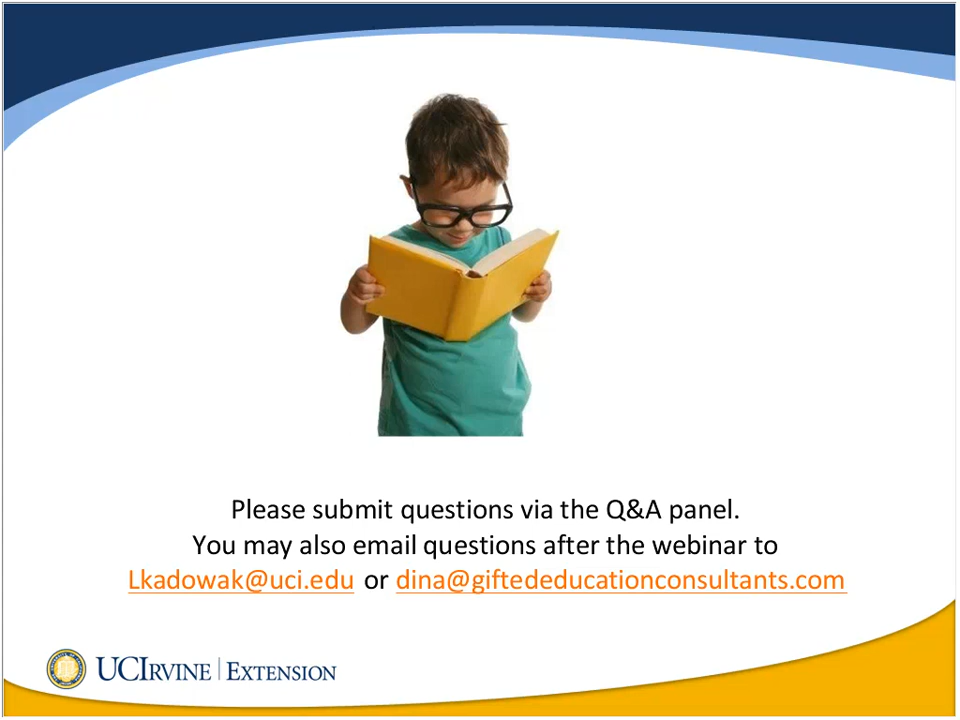 Please submit questions via the Q&A panel.
You may also email questions after the webinar to
Lkadowak@uci.edu or dina@giftededucationconsultants.com
UCIRVINE | EXTENSION